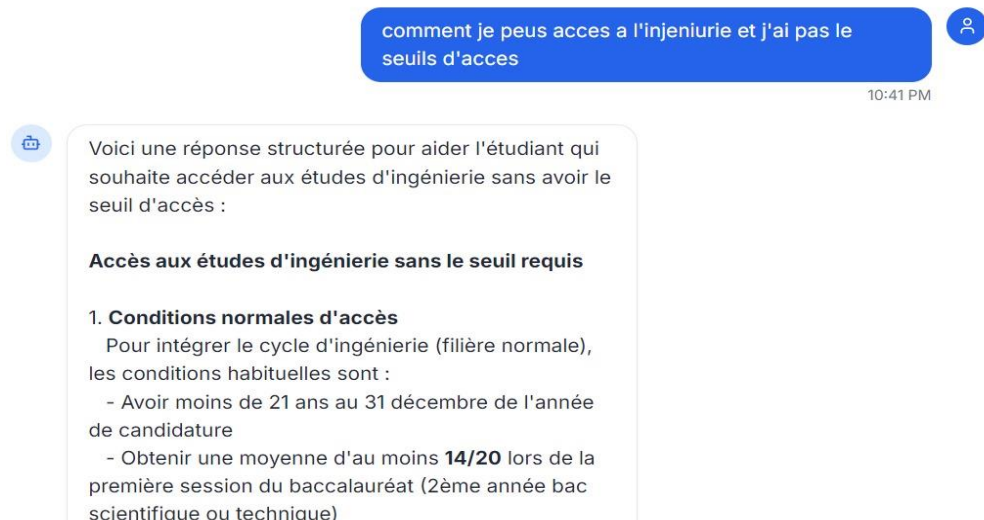 comment je peus acces a l'injeniurie et j'ai pas le
seuils d'acces
10:41 PM
Voici une réponse structurée pour aider l'étudiant qui
souhaite accéder aux études d'ingénierie sans avoir le
seuil d'accès :
Accès aux études d'ingénierie sans le seuil requis
1. Conditions normales d'accès
Pour intégrer le cycle d'ingénierie (filière normale),
les conditions habituelles sont :
- Avoir moins de 21 ans au 31 décembre de l'année
de candidature
- Obtenir une moyenne d'au moins 14/20 lors de la
première session du baccalauréat (2ème année bac
scientifique ou technique)